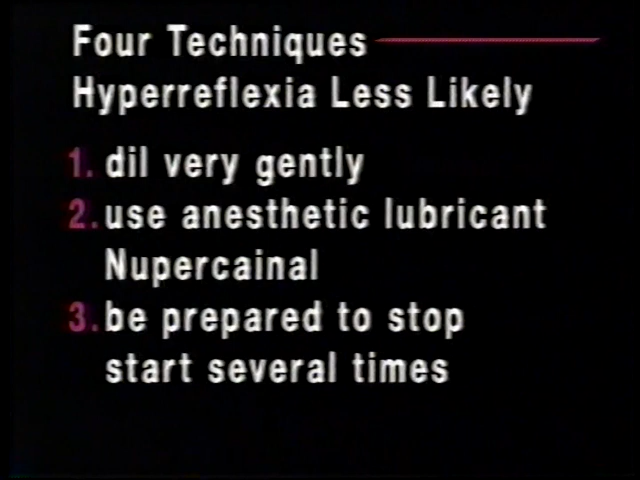 Four Techniques
Hyperreflexia Less Likely
1. dil very gently
2. use anesthetic lubricant
Nupercainal
3. be prepared to stop
start several times